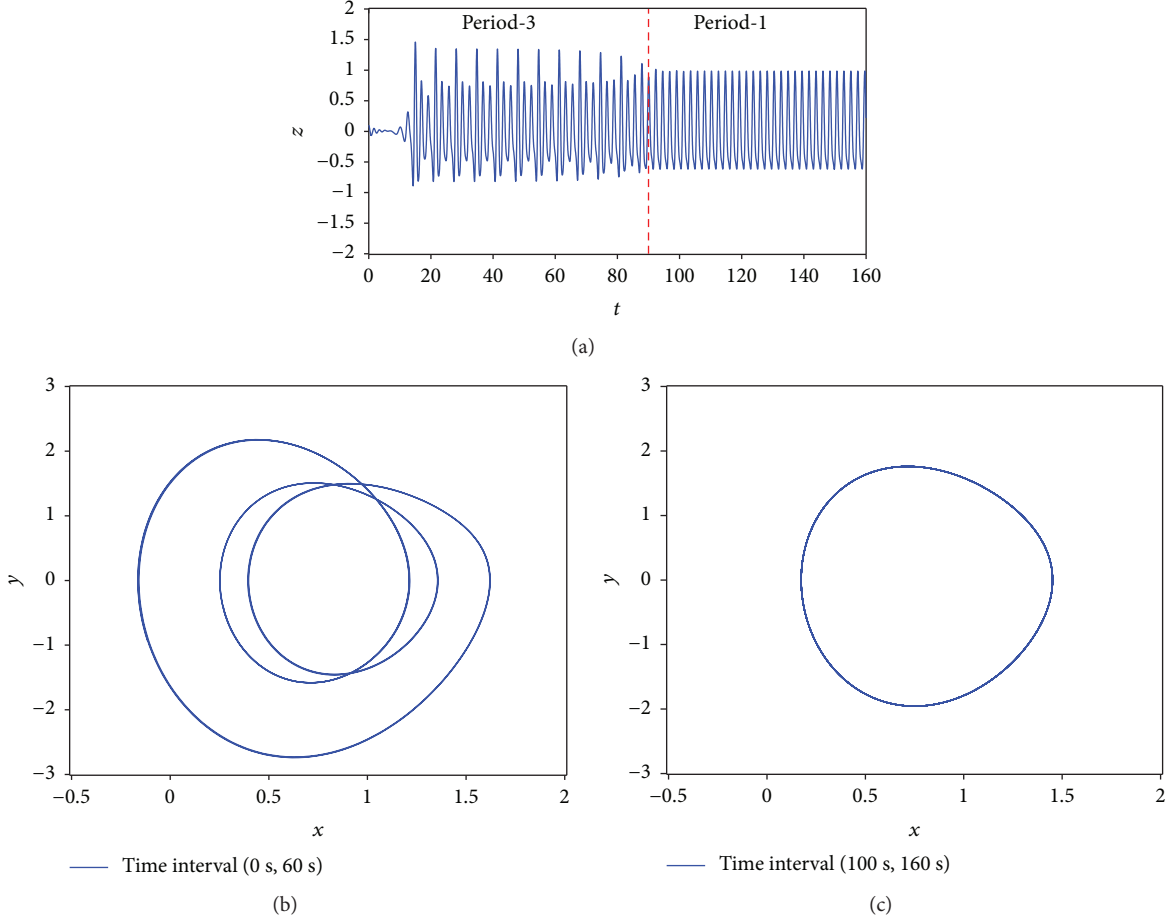 Period-3 Period-1
2
1.5
1
0.5
0
−0.5
−1
−1.5
−2
z
0 20 40 60 80 100 120 140 160
t
(a)
3
2
1
0
−1
−2
−3
y
−0.5 0 0.5 1 1.5 2
x
Time interval (0 s, 60 s)
(b)
3
2
1
0
−1
−2
−3
y
−0.5 0 0.5 1 1.5 2
x
Time interval (100 s, 160 s)
(c)